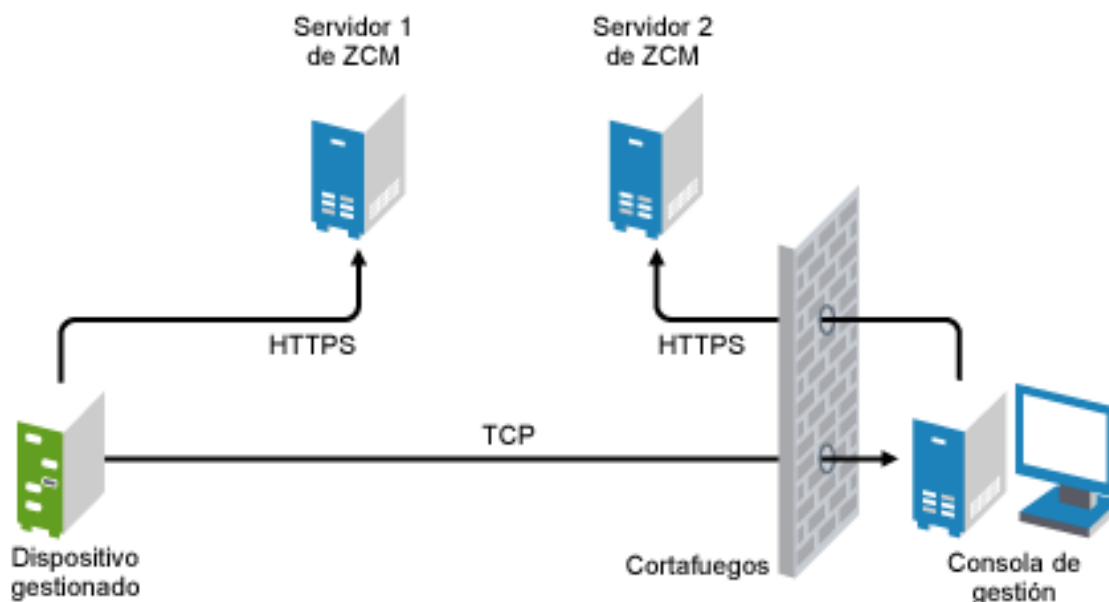 Servidor 1
de ZCM
Servidor 2
de ZCM
HTTPS
HTTPS
TCP
Dispositivo
gestionado
Cortafuegos
Consola de
gestión